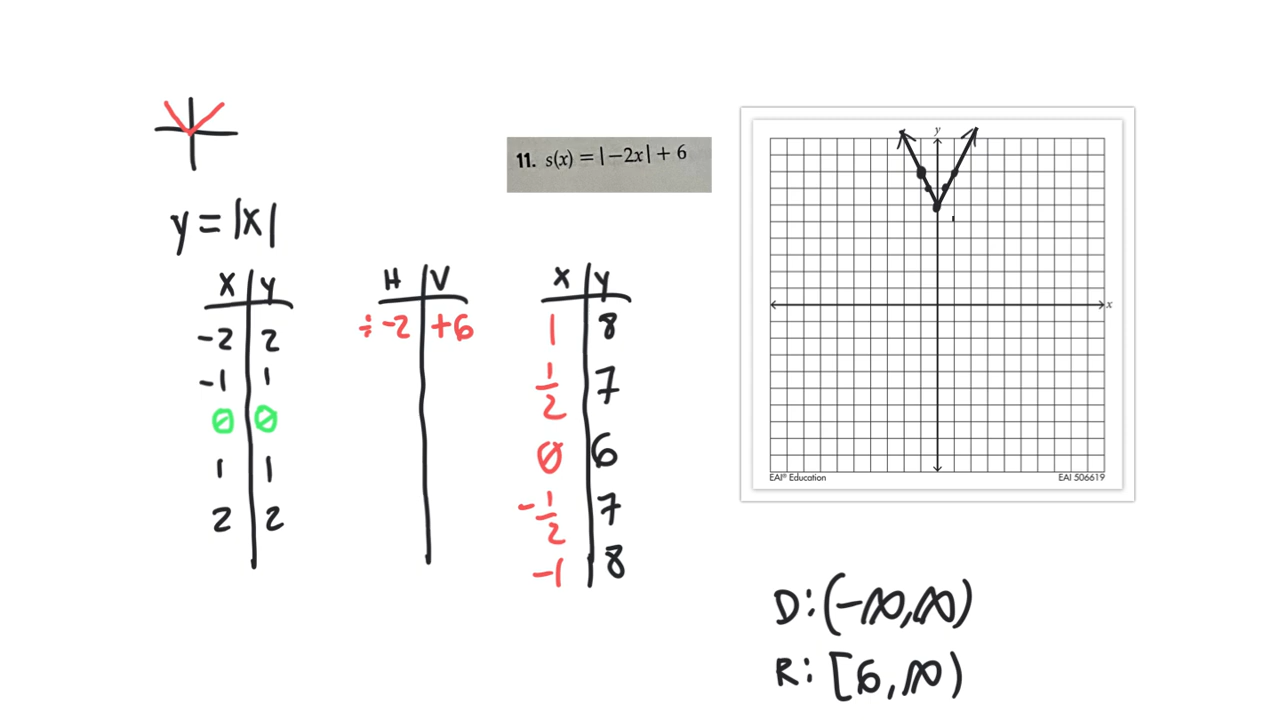 11. s(x) = |−2x| + 6
y = |x|
x y
-2 2
-1 1
0 0
1 1
2 2
H V
÷ -2 +6
x y
1 8
1/2 7
0 6
-1/2 7
-1 8
y
x
EAI® Education EAI 506619
D: (-∞, ∞)
R: [6, ∞)